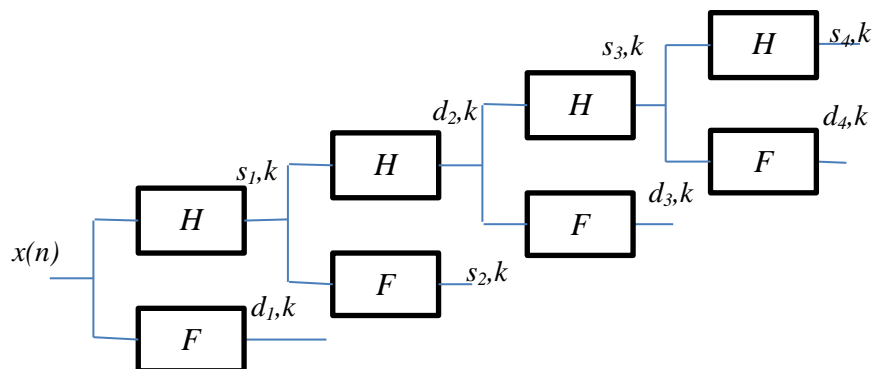 H
s4,k
s3,k
H
d4,k
d2,k
F
H
s1,k
d3,k
H
F
x(n)
s2,k
F
d1,k
F